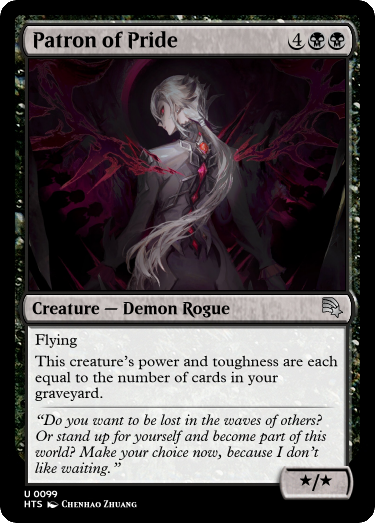 Patron of Pride 4
Creature — Demon Rogue
Flying
This creature's power and toughness are each
equal to the number of cards in your
graveyard.
“Do you want to be lost in the waves of others?
Or stand up for yourself and become part of this
world? Make your choice now, because I don't
like waiting.”
★/★
U 0099
HTS Chenhao Zhuang